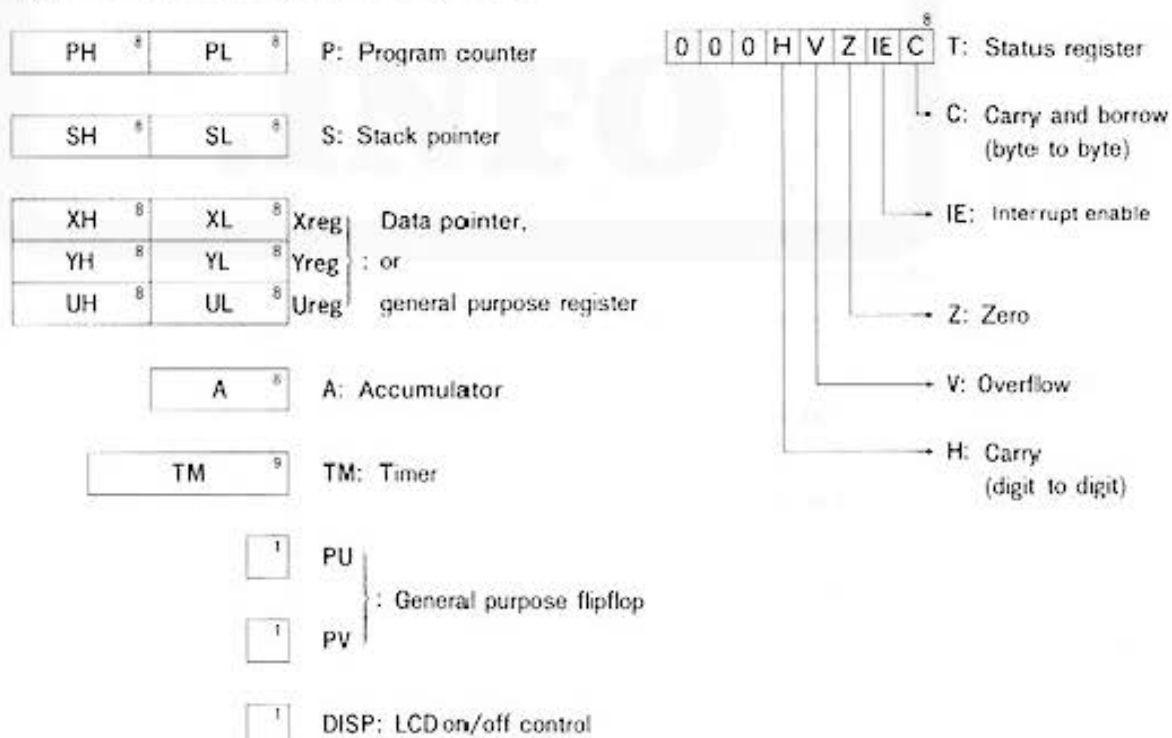 PH 8 PL 8 P: Program counter
SH 8 SL 8 S: Stack pointer
XH 8 XL 8 Xreg Data pointer,
YH 8 YL 8 Yreg : or
UH 8 UL 8 Ureg general purpose register
A 8 A: Accumulator
TM 9 TM: Timer
1 PU
: General purpose flipflop
1 PV
1 DISP: LCD on/off control
8
0 0 0 H V Z IE C T: Status register
C: Carry and borrow
(byte to byte)
IE: Interrupt enable
Z: Zero
V: Overflow
H: Carry
(digit to digit)